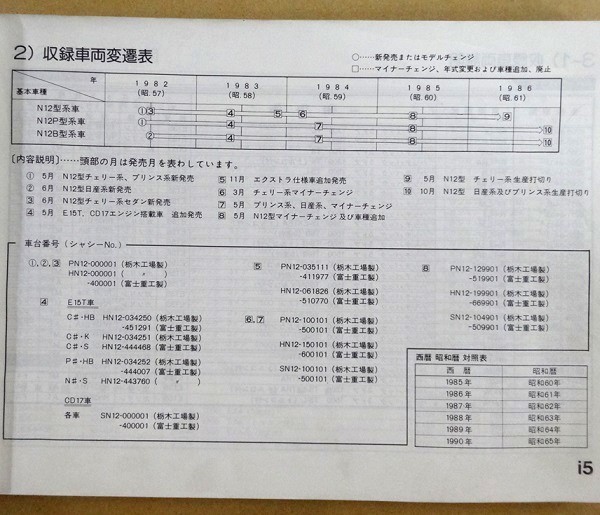 2）収録車両変遷表
○……新発売またはモデルチェンジ
□……マイナーチェンジ、年式変更および車種追加、廃止
年 1982 1983 1984 1985 1986
基本車種 (昭.57) (昭.58) (昭.59) (昭.60) (昭.61)
N12型系車 ①③ ④ ⑤ ⑥ ⑧ ⑨
N12P型系車 ① ④ ⑦ ⑧ ⑩
N12B型系車 ② ④ ⑦ ⑧ ⑩
〔内容説明〕……頭部の月は発売月を表わしています。
① 5月 N12型チェリー系、プリンス系新発売
② 6月 N12型日産系新発売
③ 6月 N12型チェリー系セダン新発売
④ 5月 E15T、CD17エンジン搭載車 追加発売
⑤ 11月 エクストラ仕様車追加発売
⑥ 3月 チェリー系マイナーチェンジ
⑦ 5月 プリンス系、日産系、マイナーチェンジ
⑧ 5月 N12型マイナーチェンジ及び車種追加
⑨ 5月 N12型 チェリー系生産打切り
⑩ 10月 N12型 日産系及びプリンス系生産打切り
車台番号（シャシーNo.）
①,②,③ PN12-000001（栃木工場製）
HN12-000001（ 〃 ）
-400001（富士重工製）
④ E15T車
C#・HB HN12-034250（栃木工場製）
-451291（富士重工製）
C#・K HN12-034251（栃木工場製）
C#・S HN12-444468（富士重工製）
P#・HB HN12-034252（栃木工場製）
-444007（富士重工製）
N#・S HN12-443760（ 〃 ）
CD17車
各車 SN12-000001（栃木工場製）
-400001（富士重工製）
⑤ PN12-035111（栃木工場製）
-411977（富士重工製）
HN12-061826（栃木工場製）
-510770（富士重工製）
⑥,⑦ PN12-100101（栃木工場製）
-500101（富士重工製）
HN12-150101（栃木工場製）
-600101（富士重工製）
SN12-100101（栃木工場製）
-500101（富士重工製）
⑧ PN12-129901（栃木工場製）
-519901（富士重工製）
HN12-199901（栃木工場製）
-669901（富士重工製）
SN12-104901（栃木工場製）
-509901（富士重工製）
西暦 昭和暦 対照表
西暦 昭和暦
1985年 昭和60年
1986年 昭和61年
1987年 昭和62年
1988年 昭和63年
1989年 昭和64年
1990年 昭和65年
i5